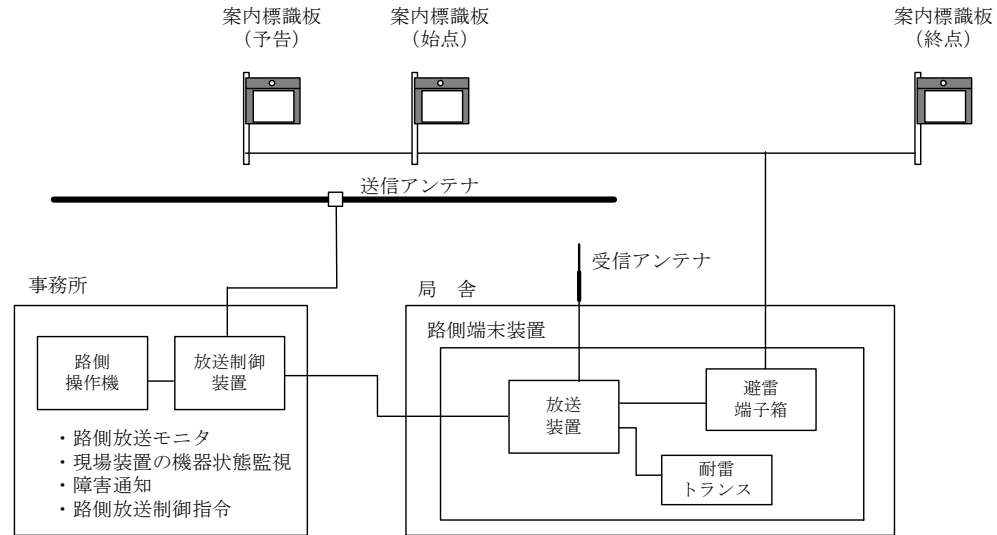 案内標識板
（予告）
案内標識板
（始点）
案内標識板
（終点）
送信アンテナ
受信アンテナ
事務所
局　舎
路側端末装置
路側
操作機
放送制御
装置
放送
装置
避雷
端子箱
耐雷
トランス
・路側放送モニタ
・現場装置の機器状態監視
・障害通知
・路側放送制御指令